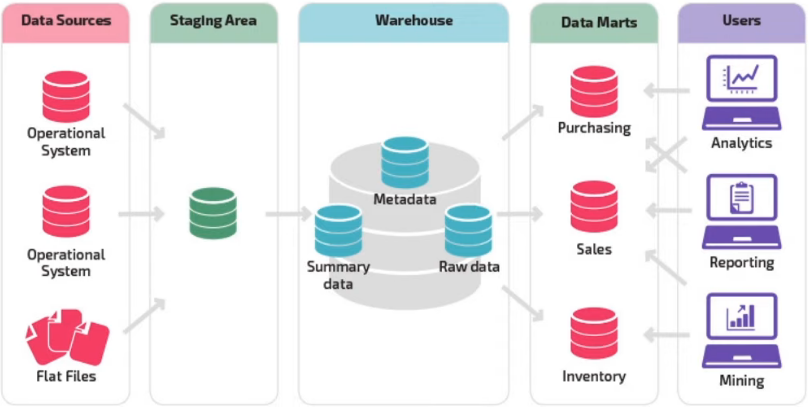 Data Sources
Staging Area
Warehouse
Data Marts
Users
Operational
System
Operational
System
Flat Files
Metadata
Summary
data
Raw data
Purchasing
Sales
Inventory
Analytics
Reporting
Mining